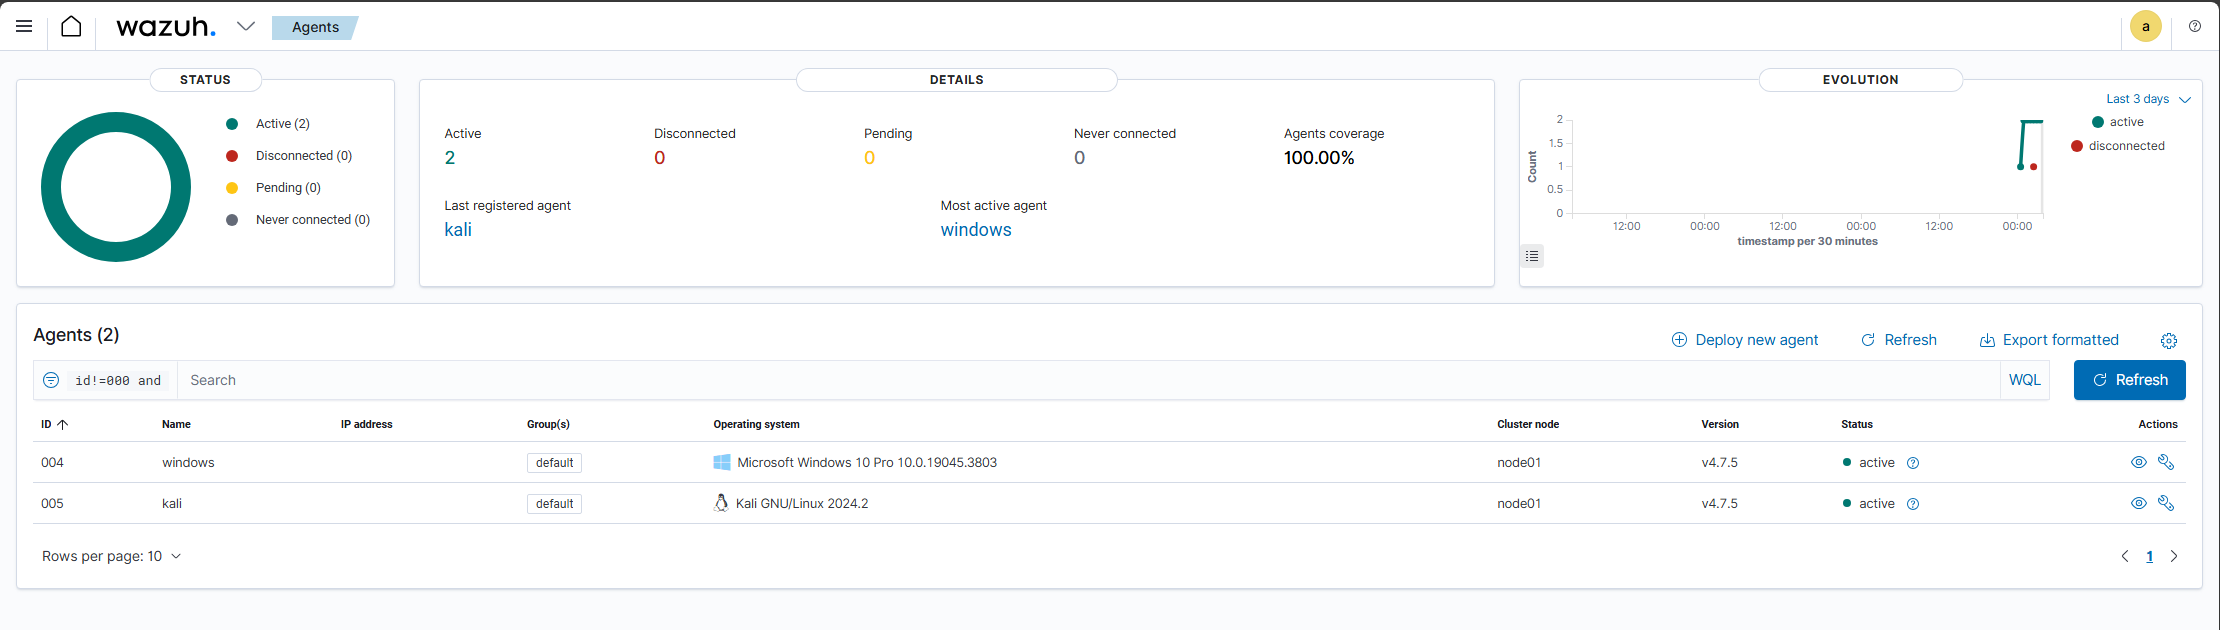 wazuh. Agents a
STATUS
Active (2)
Disconnected (0)
Pending (0)
Never connected (0)
DETAILS
Active Disconnected Pending Never connected Agents coverage
2 0 0 0 100.00%
Last registered agent Most active agent
kali windows
EVOLUTION
Last 3 days
active
disconnected
Count
2
1.5
1
0.5
0
12:00 00:00 12:00 00:00 12:00 00:00
timestamp per 30 minutes
Agents (2)
Deploy new agent Refresh Export formatted
id!=000 and Search WQL Refresh
ID Name IP address Group(s) Operating system Cluster node Version Status Actions
004 windows default Microsoft Windows 10 Pro 10.0.19045.3803 node01 v4.7.5 active
005 kali default Kali GNU/Linux 2024.2 node01 v4.7.5 active
Rows per page: 10 1